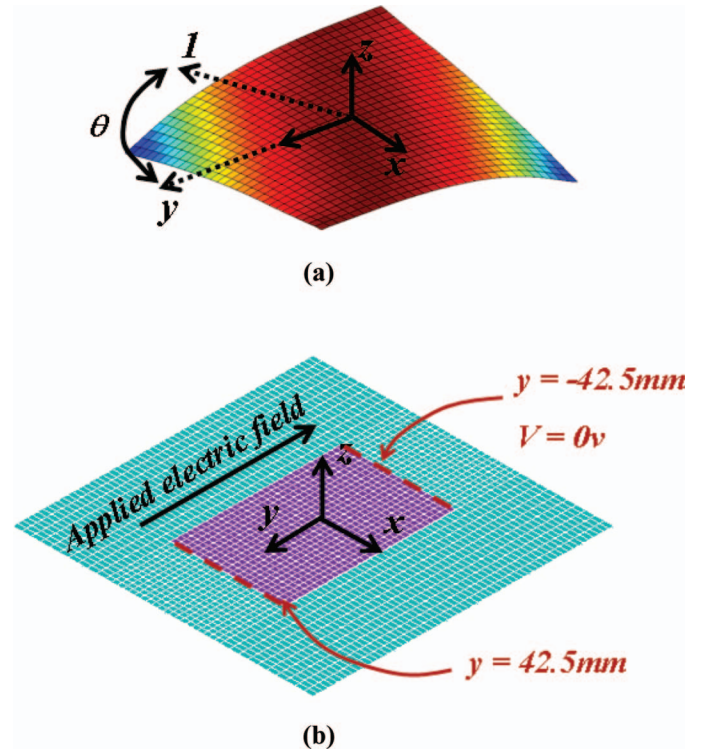 1
z
θ
x
y
(a)
y = -42.5mm
V = 0v
Applied electric field
z
y
x
y = 42.5mm
(b)